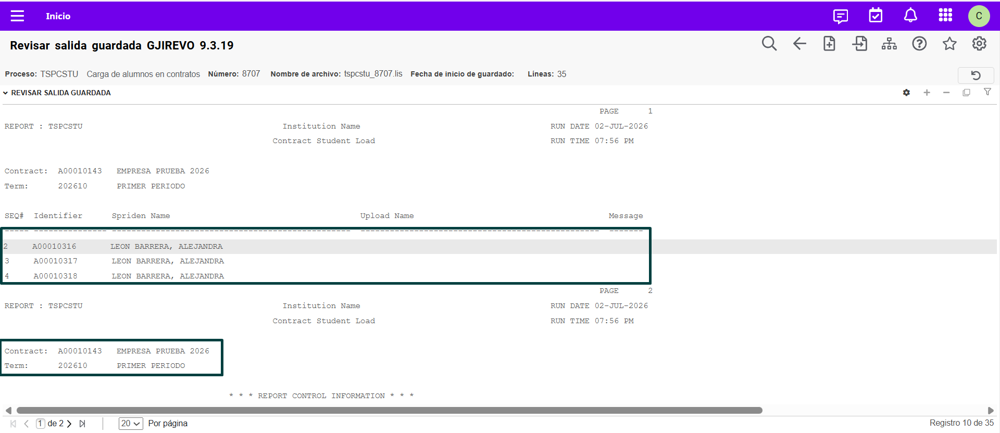 Inicio
C
Revisar salida guardada GJIREVO 9.3.19
Proceso: TSPCSTU Carga de alumnos en contratos Número: 8707 Nombre de archivo: tspcstu_8707.lis Fecha de inicio de guardado: Líneas: 35
REVISAR SALIDA GUARDADA
PAGE 1
REPORT : TSPCSTU Institution Name RUN DATE 02-JUL-2026
Contract Student Load RUN TIME 07:56 PM
Contract: A00010143 EMPRESA PRUEBA 2026
Term: 202610 PRIMER PERIODO
SEQ# Identifier Spriden Name Upload Name Message
2 A00010316 LEON BARRERA, ALEJANDRA
3 A00010317 LEON BARRERA, ALEJANDRA
4 A00010318 LEON BARRERA, ALEJANDRA
PAGE 2
REPORT : TSPCSTU Institution Name RUN DATE 02-JUL-2026
Contract Student Load RUN TIME 07:56 PM
Contract: A00010143 EMPRESA PRUEBA 2026
Term: 202610 PRIMER PERIODO
* * * REPORT CONTROL INFORMATION * * *
1 de 2 20 Por página Registro 10 de 35